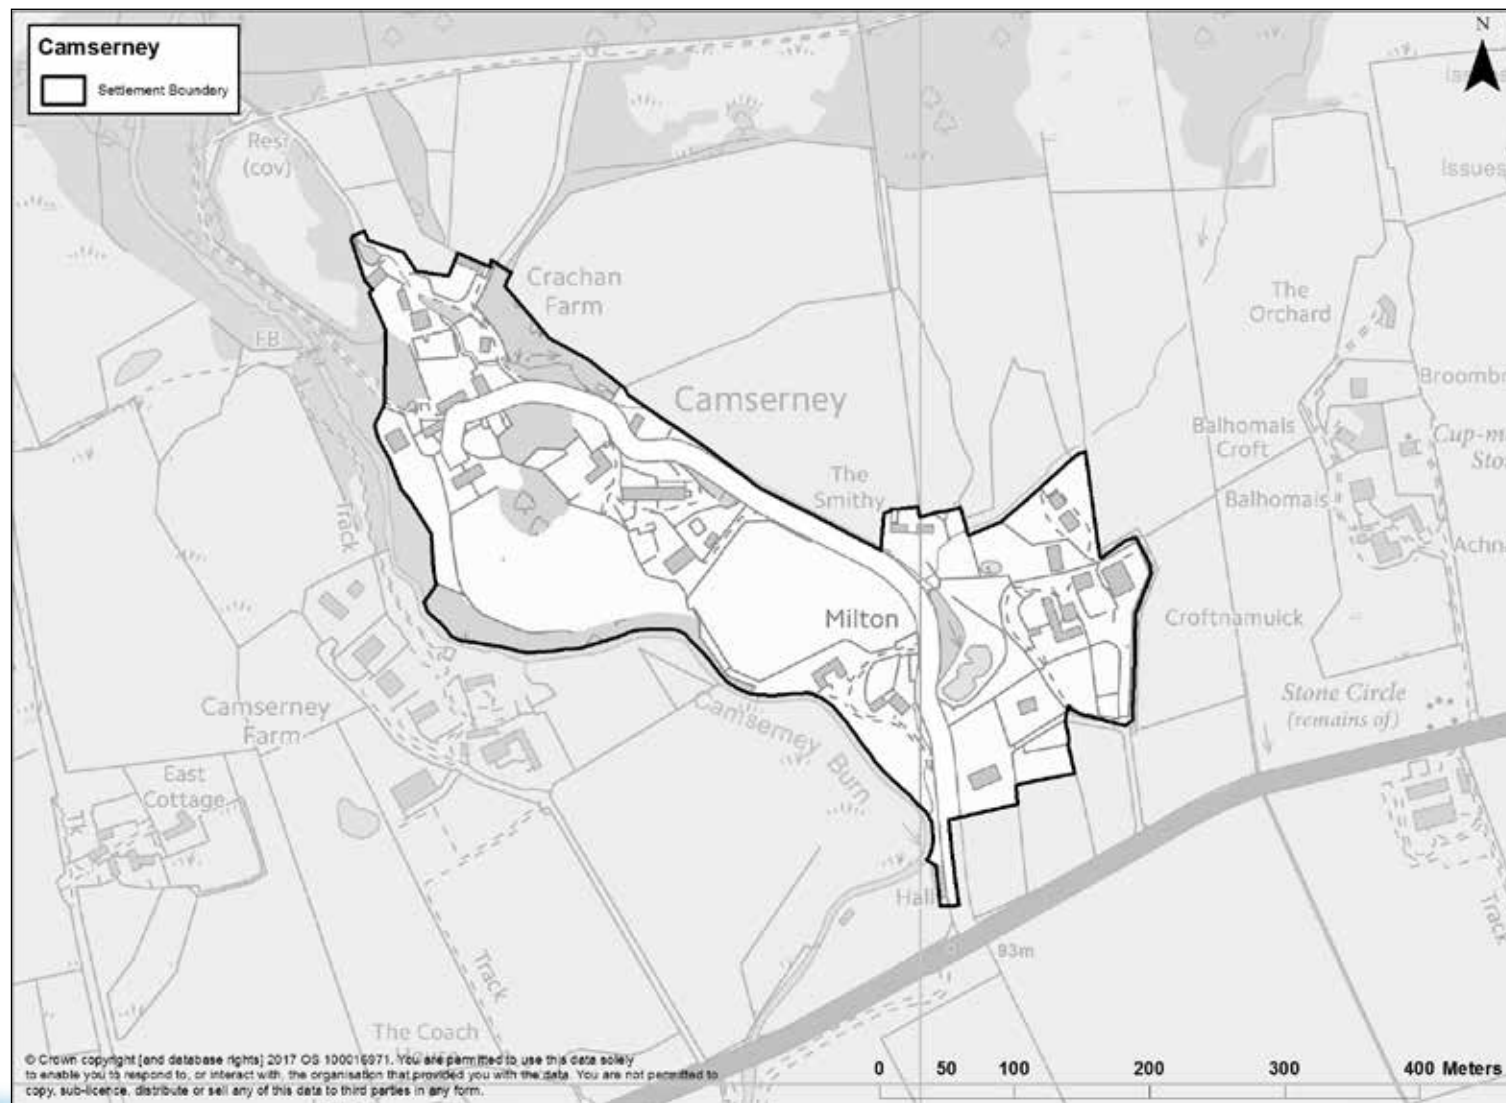 Camserney
Settlement Boundary
N
Issues
Resr
(cov)
Issues
Crachan
Farm
The
Orchard
FB
Broombr
Camserney
Balhomais
Croft
Cup-m
Sto
The
Smithy
Balhomais
Track
Achn
Milton
Croftnamuick
Camserney
Farm
Stone Circle
(remains of)
Camserney Burn
East
Cottage
Tk
Hall
Track
93m
Track
The Coach
© Crown copyright [and database rights] 2017 OS 100016971. You are permitted to use this data solely
to enable you to respond to, or interact with, the organisation that provided you with the data. You are not permitted to
copy, sub-licence, distribute or sell any of this data to third parties in any form.
0 50 100 200 300 400 Meters